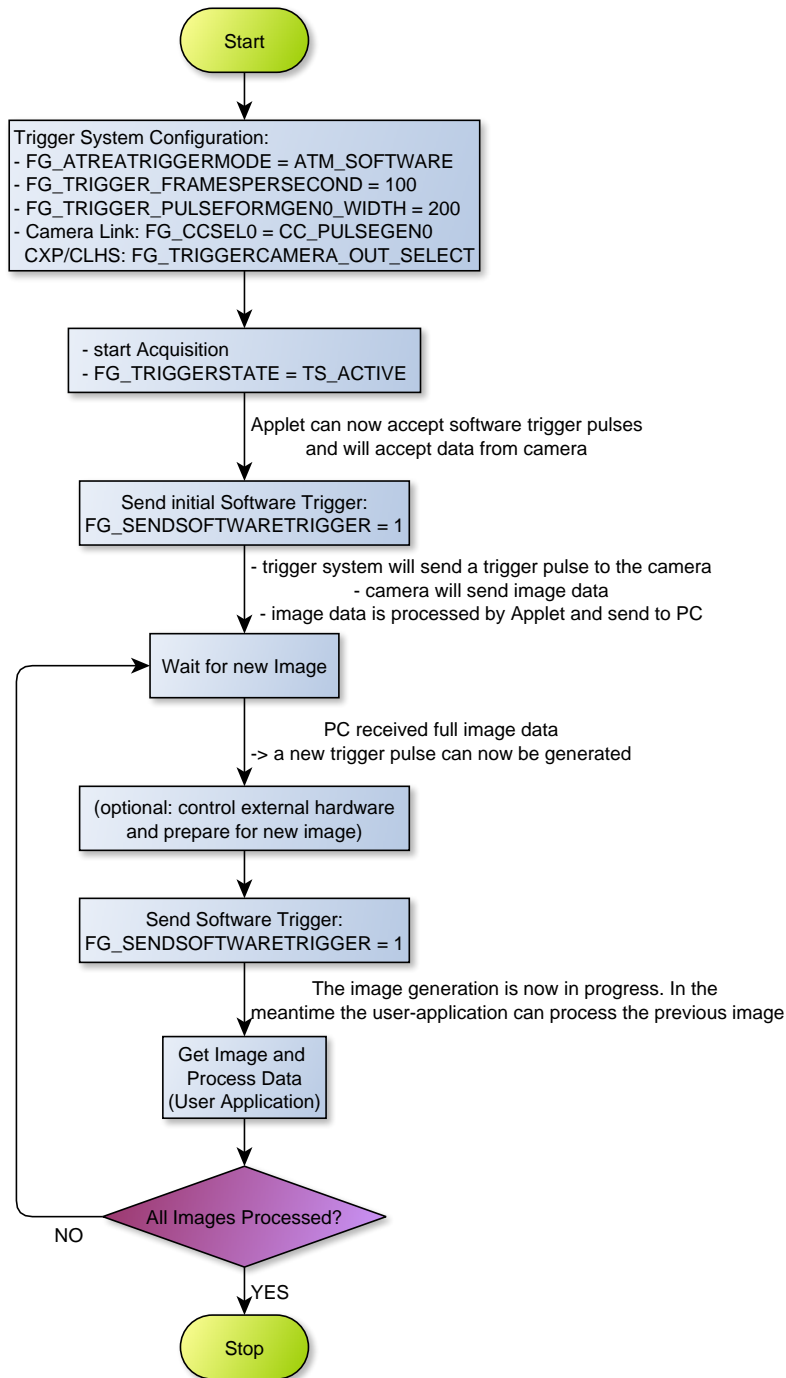 Start
Trigger System Configuration:
- FG_ATREATRIGGERMODE = ATM_SOFTWARE
- FG_TRIGGER_FRAMESPERSECOND = 100
- FG_TRIGGER_PULSEFORMGEN0_WIDTH = 200
- Camera Link: FG_CCSEL0 = CC_PULSEGEN0
CXP/CLHS: FG_TRIGGERCAMERA_OUT_SELECT
- start Acquisition
- FG_TRIGGERSTATE = TS_ACTIVE
Applet can now accept software trigger pulses
and will accept data from camera
Send initial Software Trigger:
FG_SENDSOFTWARETRIGGER = 1
- trigger system will send a trigger pulse to the camera
- camera will send image data
- image data is processed by Applet and send to PC
Wait for new Image
PC received full image data
-> a new trigger pulse can now be generated
(optional: control external hardware
and prepare for new image)
Send Software Trigger:
FG_SENDSOFTWARETRIGGER = 1
The image generation is now in progress. In the
meantime the user-application can process the previous image
Get Image and
Process Data
(User Application)
All Images Processed?
NO
YES
Stop